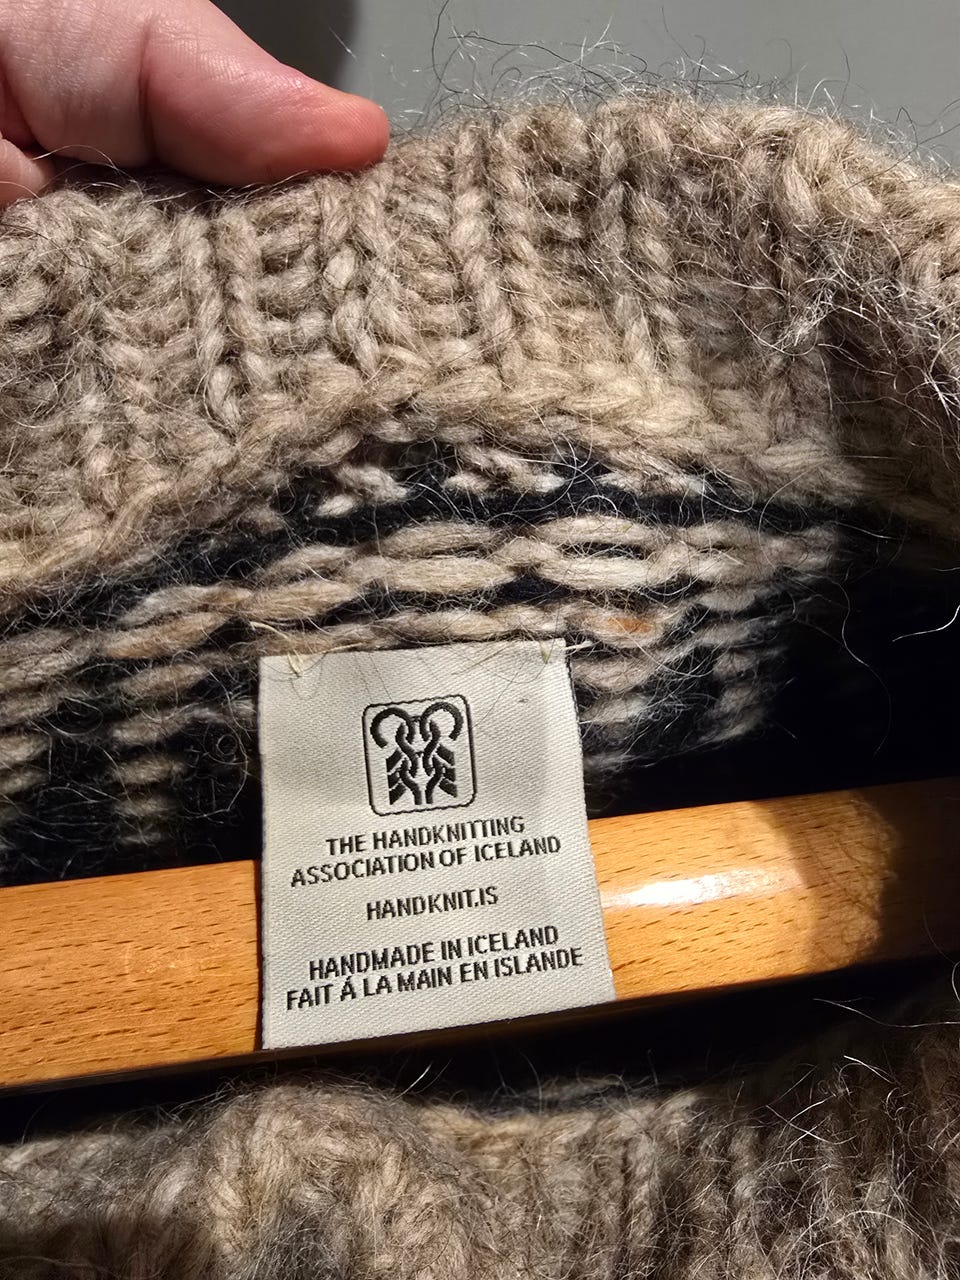 THE HANDKNITTING
ASSOCIATION OF ICELAND
HANDKNIT.IS
HANDMADE IN ICELAND
FAIT Á LA MAIN EN ISLANDE